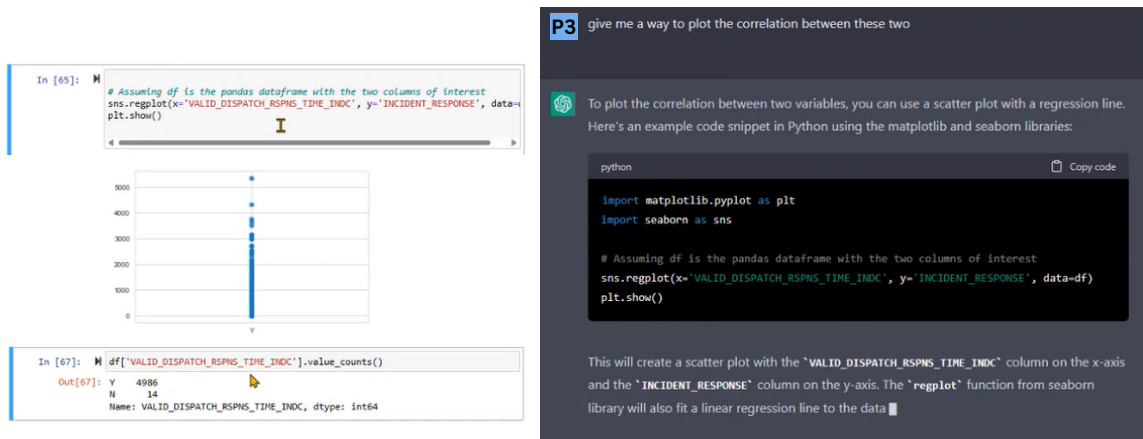 In [65]:
# Assuming df is the pandas dataframe with the two columns of interest
sns.regplot(x='VALID_DISPATCH_RSPNS_TIME_INDC', y='INCIDENT_RESPONSE', data=
plt.show()
5000
4000
3000
2000
1000
0
Y
In [67]: df['VALID_DISPATCH_RSPNS_TIME_INDC'].value_counts()
Out[67]: Y 4986
N 14
Name: VALID_DISPATCH_RSPNS_TIME_INDC, dtype: int64
P3 give me a way to plot the correlation between these two
To plot the correlation between two variables, you can use a scatter plot with a regression line.
Here's an example code snippet in Python using the matplotlib and seaborn libraries:
python Copy code
import matplotlib.pyplot as plt
import seaborn as sns
# Assuming df is the pandas dataframe with the two columns of interest
sns.regplot(x='VALID_DISPATCH_RSPNS_TIME_INDC', y='INCIDENT_RESPONSE', data=df)
plt.show()
This will create a scatter plot with the `VALID_DISPATCH_RSPNS_TIME_INDC` column on the x-axis
and the `INCIDENT_RESPONSE` column on the y-axis. The `regplot` function from seaborn
library will also fit a linear regression line to the data